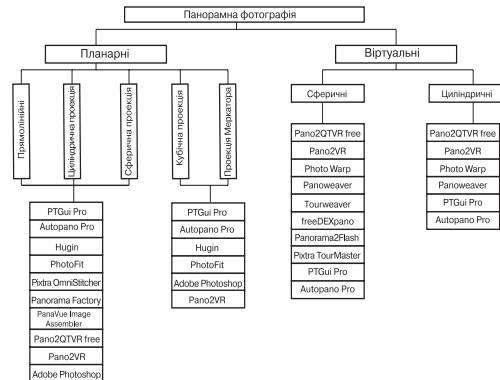 Панорамна фотографія
Планарні
Віртуальні
Прямолінійні
Циліндрична проекція
Сферична проекція
Кубічна проекція
Проекція Меркатора
Сферичні
Циліндричні
PTGui Pro
Autopano Pro
Hugin
PhotoFit
Pixtra OmniStitcher
Panorama Factory
PanaVue Image
Assembler
Pano2QTVR free
Pano2VR
Adobe Photoshop
PTGui Pro
Autopano Pro
Hugin
PhotoFit
Adobe Photoshop
Pano2VR
Pano2QTVR free
Pano2VR
Photo Warp
Panoweaver
Tourweaver
freeDEXpano
Panorama2Flash
Pixtra TourMaster
PTGui Pro
Autopano Pro
Pano2QTVR free
Pano2VR
Photo Warp
Panoweaver
PTGui Pro
Autopano Pro